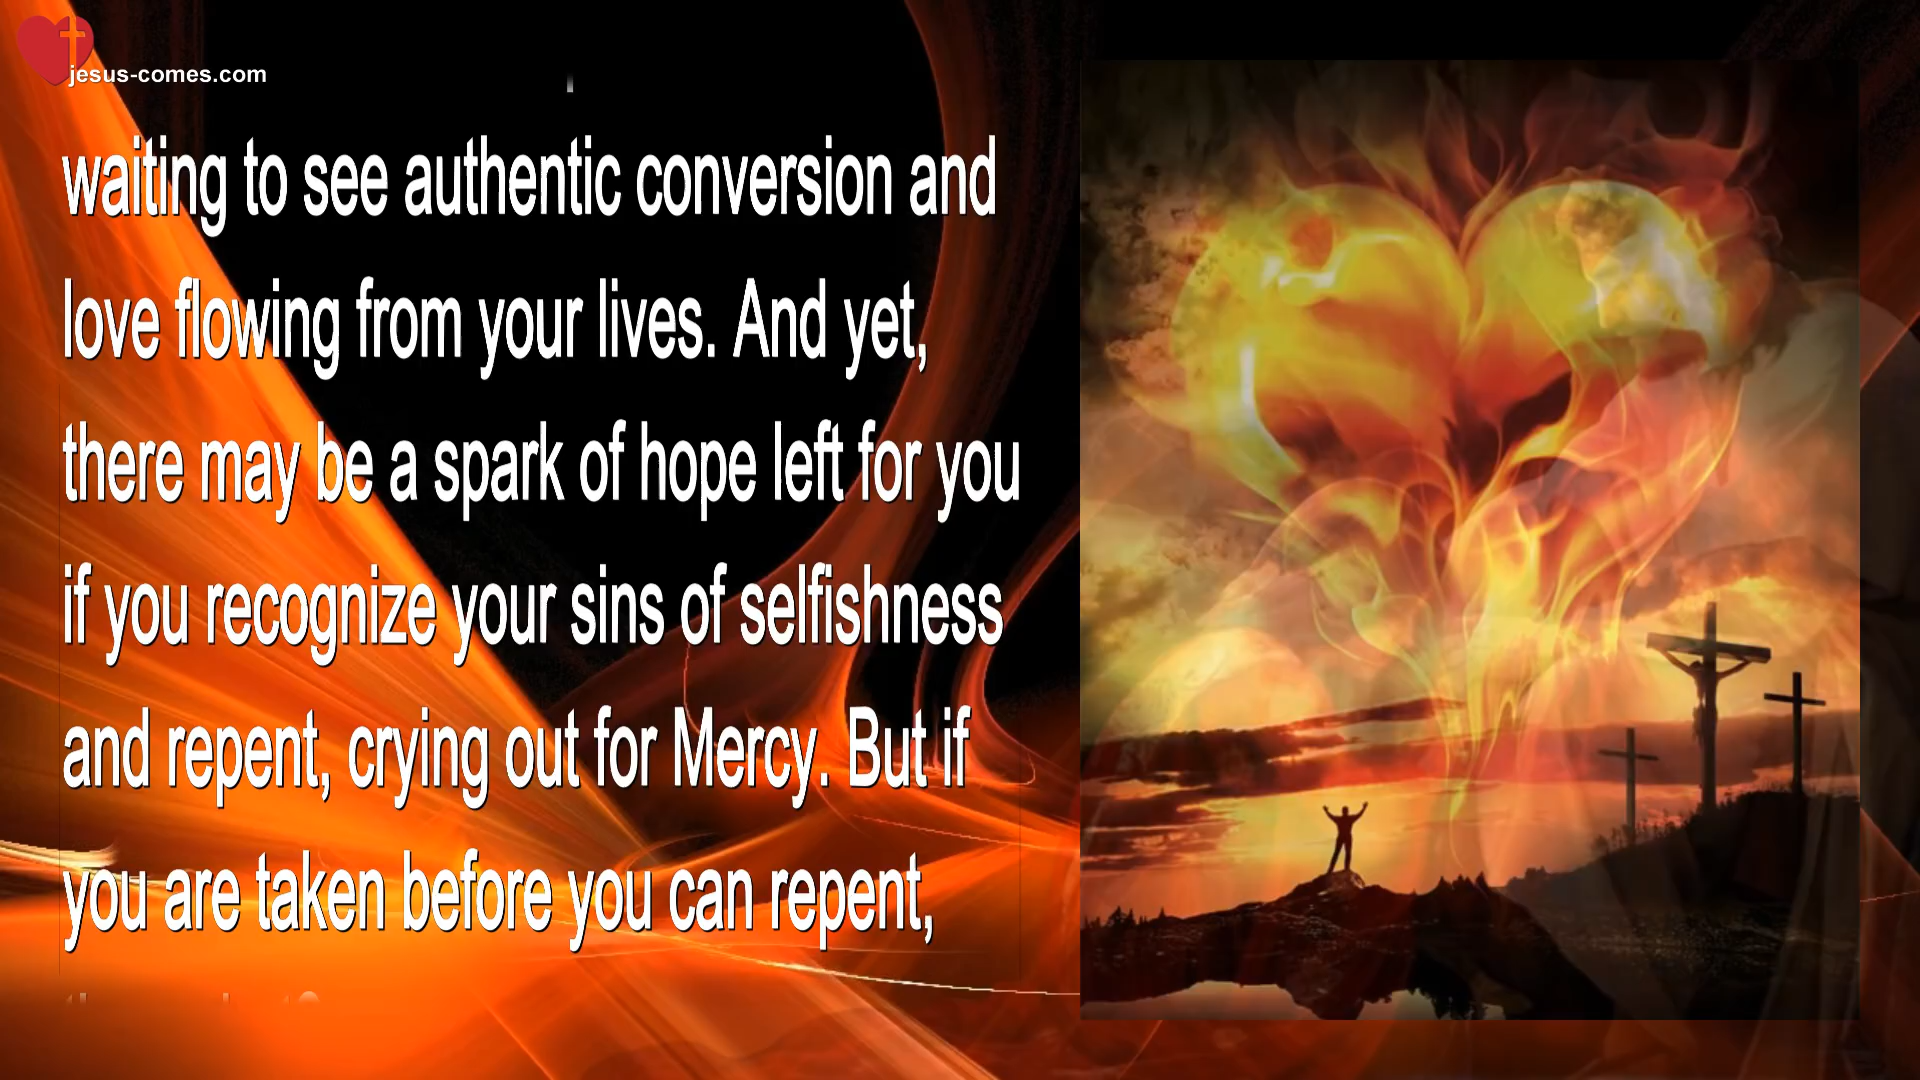 jesus-comes.com
waiting to see authentic conversion and
love flowing from your lives. And yet,
there may be a spark of hope left for you
if you recognize your sins of selfishness
and repent, crying out for Mercy. But if
you are taken before you can repent,